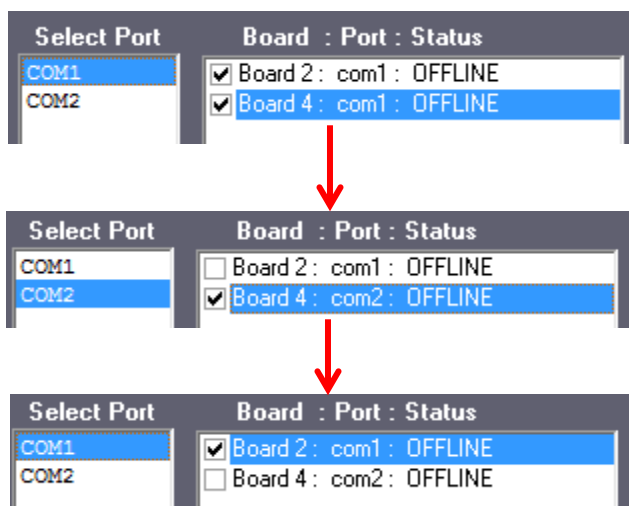 Select Port Board : Port : Status
COM1 Board 2 : com1 : OFFLINE
COM2 Board 4 : com1 : OFFLINE
Select Port Board : Port : Status
COM1 Board 2 : com1 : OFFLINE
COM2 Board 4 : com2 : OFFLINE
Select Port Board : Port : Status
COM1 Board 2 : com1 : OFFLINE
COM2 Board 4 : com2 : OFFLINE